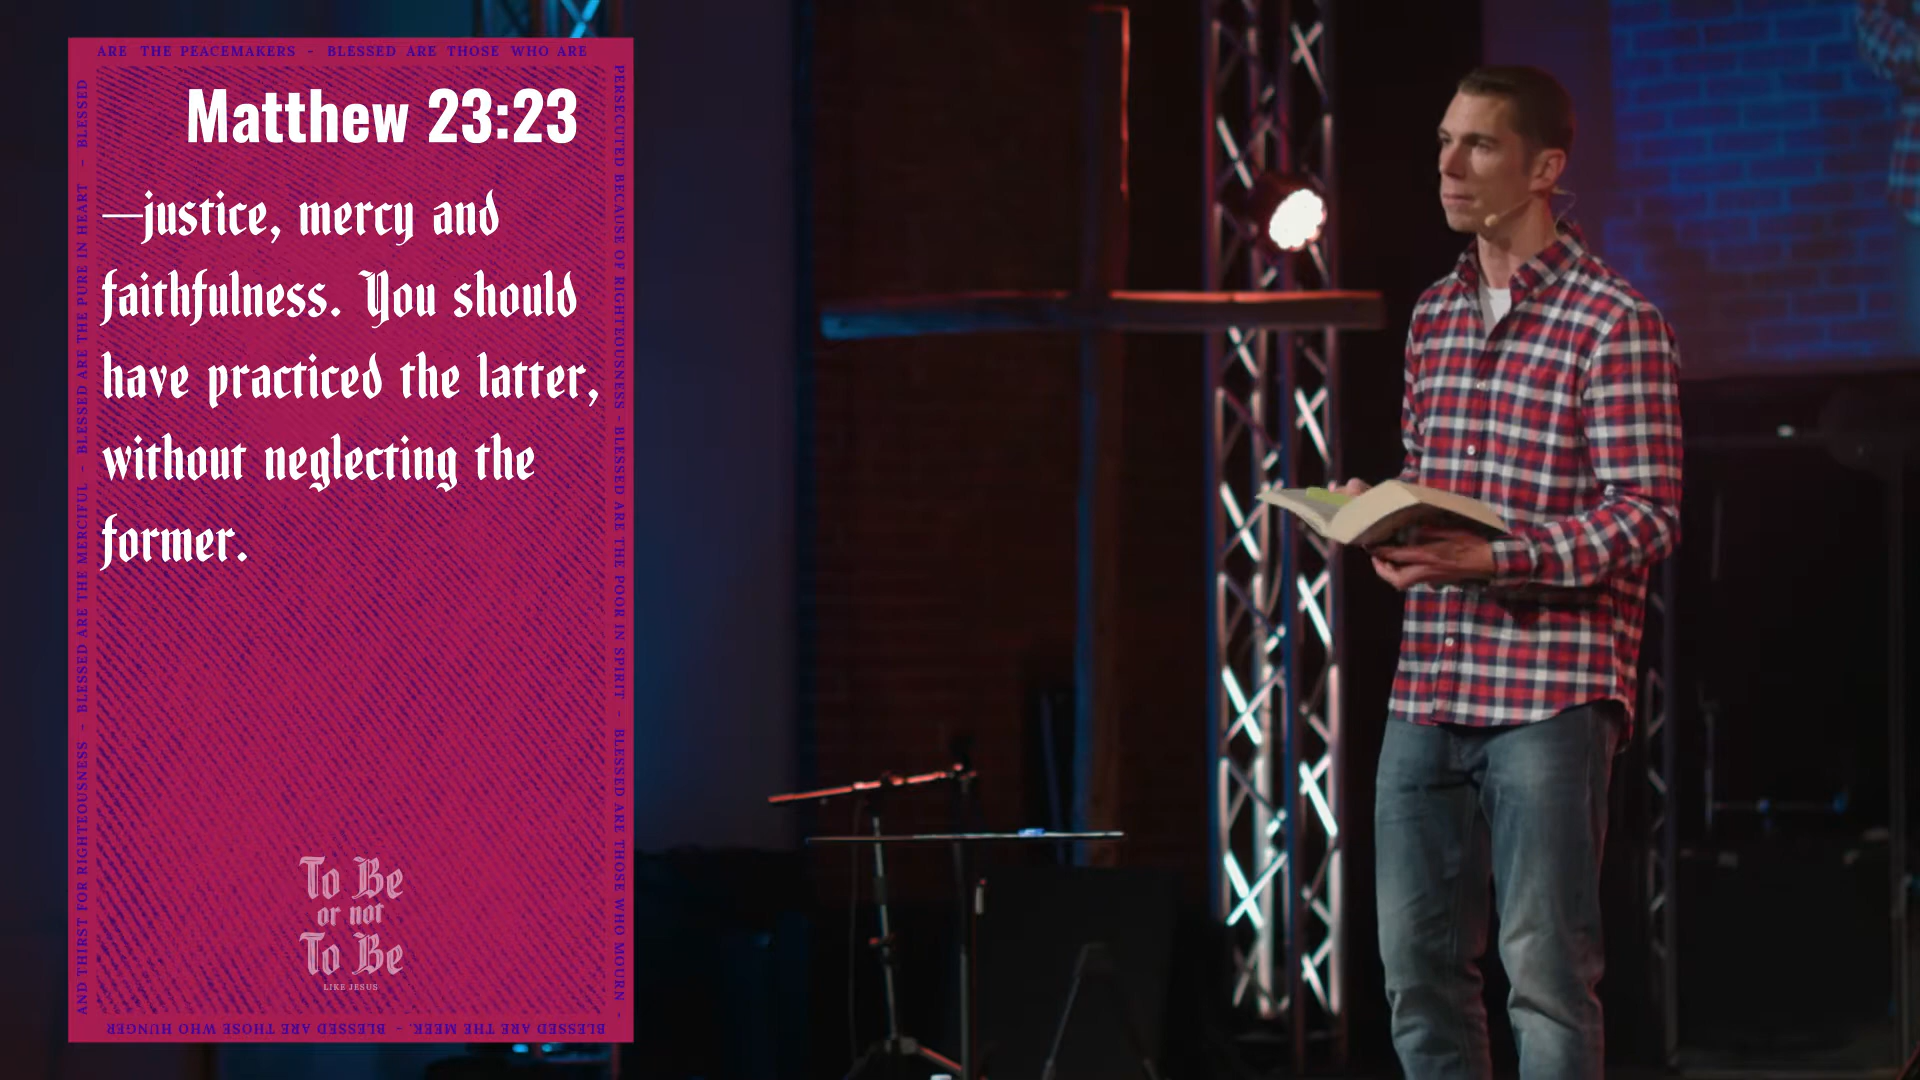 ARE THE PEACEMAKERS - BLESSED ARE THOSE WHO ARE
PERSECUTED BECAUSE OF RIGHTEOUSNESS - BLESSED ARE THE POOR IN SPIRIT - BLESSED ARE THOSE WHO MOURN -
BLESSED ARE THE MEEK. - BLESSED ARE THOSE WHO HUNGER
AND THIRST FOR RIGHTEOUSNESS - BLESSED ARE THE MERCIFUL - BLESSED ARE THE PURE IN HEART - BLESSED
Matthew 23:23
—justice, mercy and
faithfulness. You should
have practiced the latter,
without neglecting the
former.
To Be
or not
To Be
LIKE JESUS